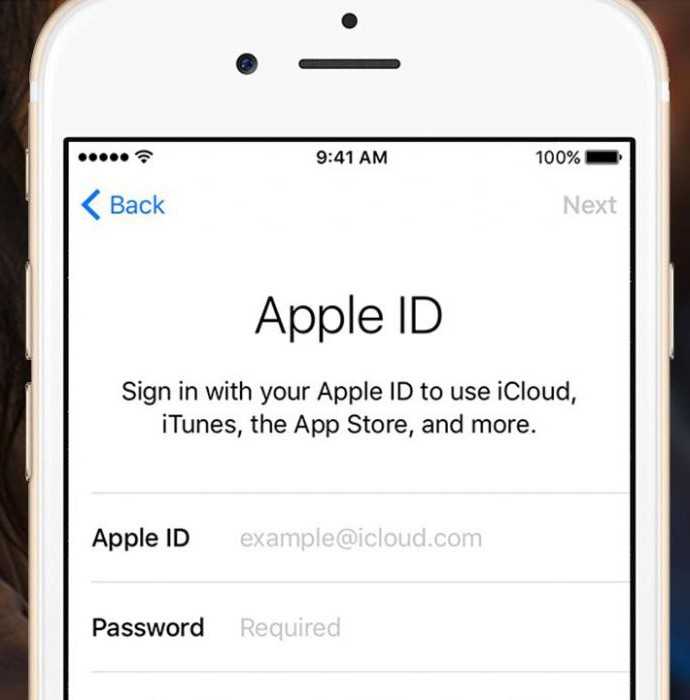 9:41 AM 100%
Back Next
Apple ID
Sign in with your Apple ID to use iCloud,
iTunes, the App Store, and more.
Apple ID example@icloud.com
Password Required